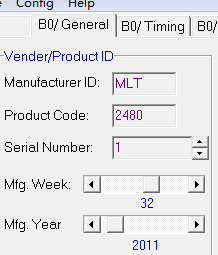 Config Help
B0/ General B0/ Timing B0/
Vender/Product ID
Manufacturer ID: MLT
Product Code: 2480
Serial Number: 1
Mfg. Week:
32
Mfg. Year
2011